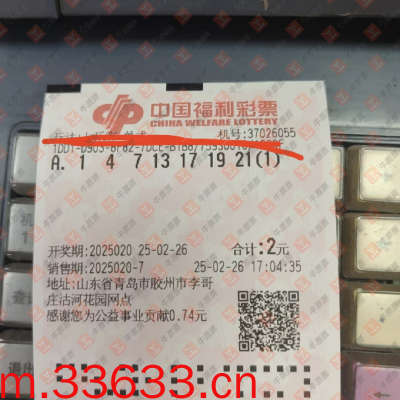 中国福利彩票
CHINA WELFARE LOTTERY
机号:37026055
A. 1 4 7 13 17 19 21(1)
开奖期:2025020 25-02-26 合计:2元
销售期:2025020-7 25-02-26 17:04:35
地址:山东省青岛市胶州市李哥
庄沽河花园网点
感谢您为公益事业贡献0.74元
m.33633.cn